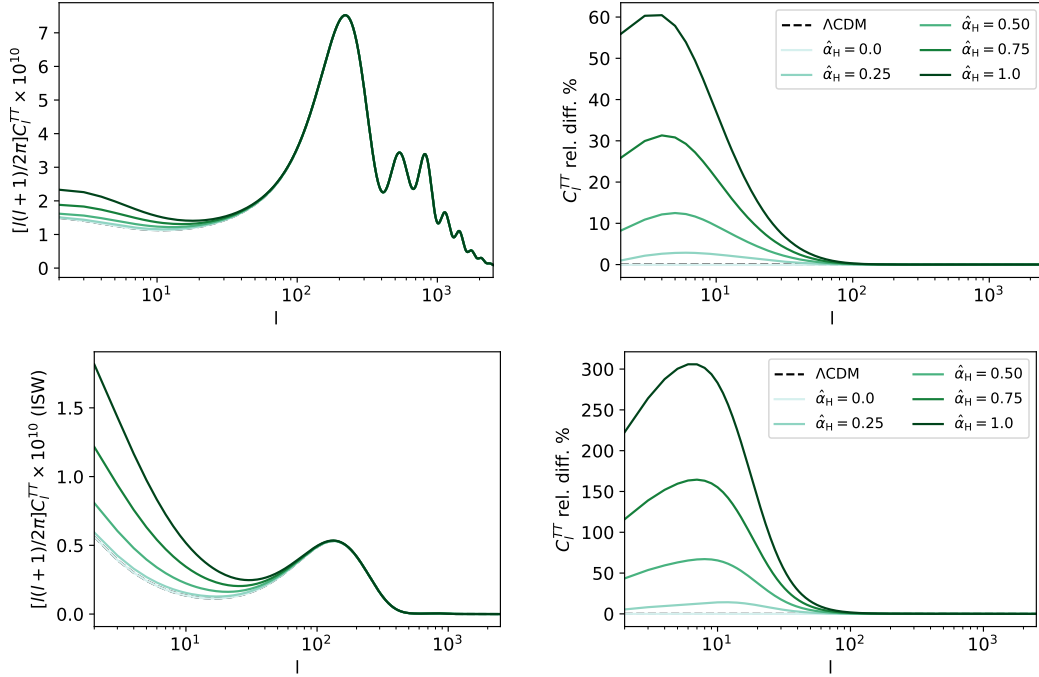 [l(l + 1)/2π]C_l^{TT} × 10^{10}
7
6
5
4
3
2
1
0
10^1 10^2 10^3
l
C_l^{TT} rel. diff. %
60
50
40
30
20
10
0
10^1 10^2 10^3
l
ΛCDM
α̂_H = 0.0
α̂_H = 0.25
α̂_H = 0.50
α̂_H = 0.75
α̂_H = 1.0
[l(l + 1)/2π]C_l^{TT} × 10^{10} (ISW)
1.5
1.0
0.5
0.0
10^1 10^2 10^3
l
C_l^{TT} rel. diff. %
300
250
200
150
100
50
0
10^1 10^2 10^3
l
ΛCDM
α̂_H = 0.0
α̂_H = 0.25
α̂_H = 0.50
α̂_H = 0.75
α̂_H = 1.0